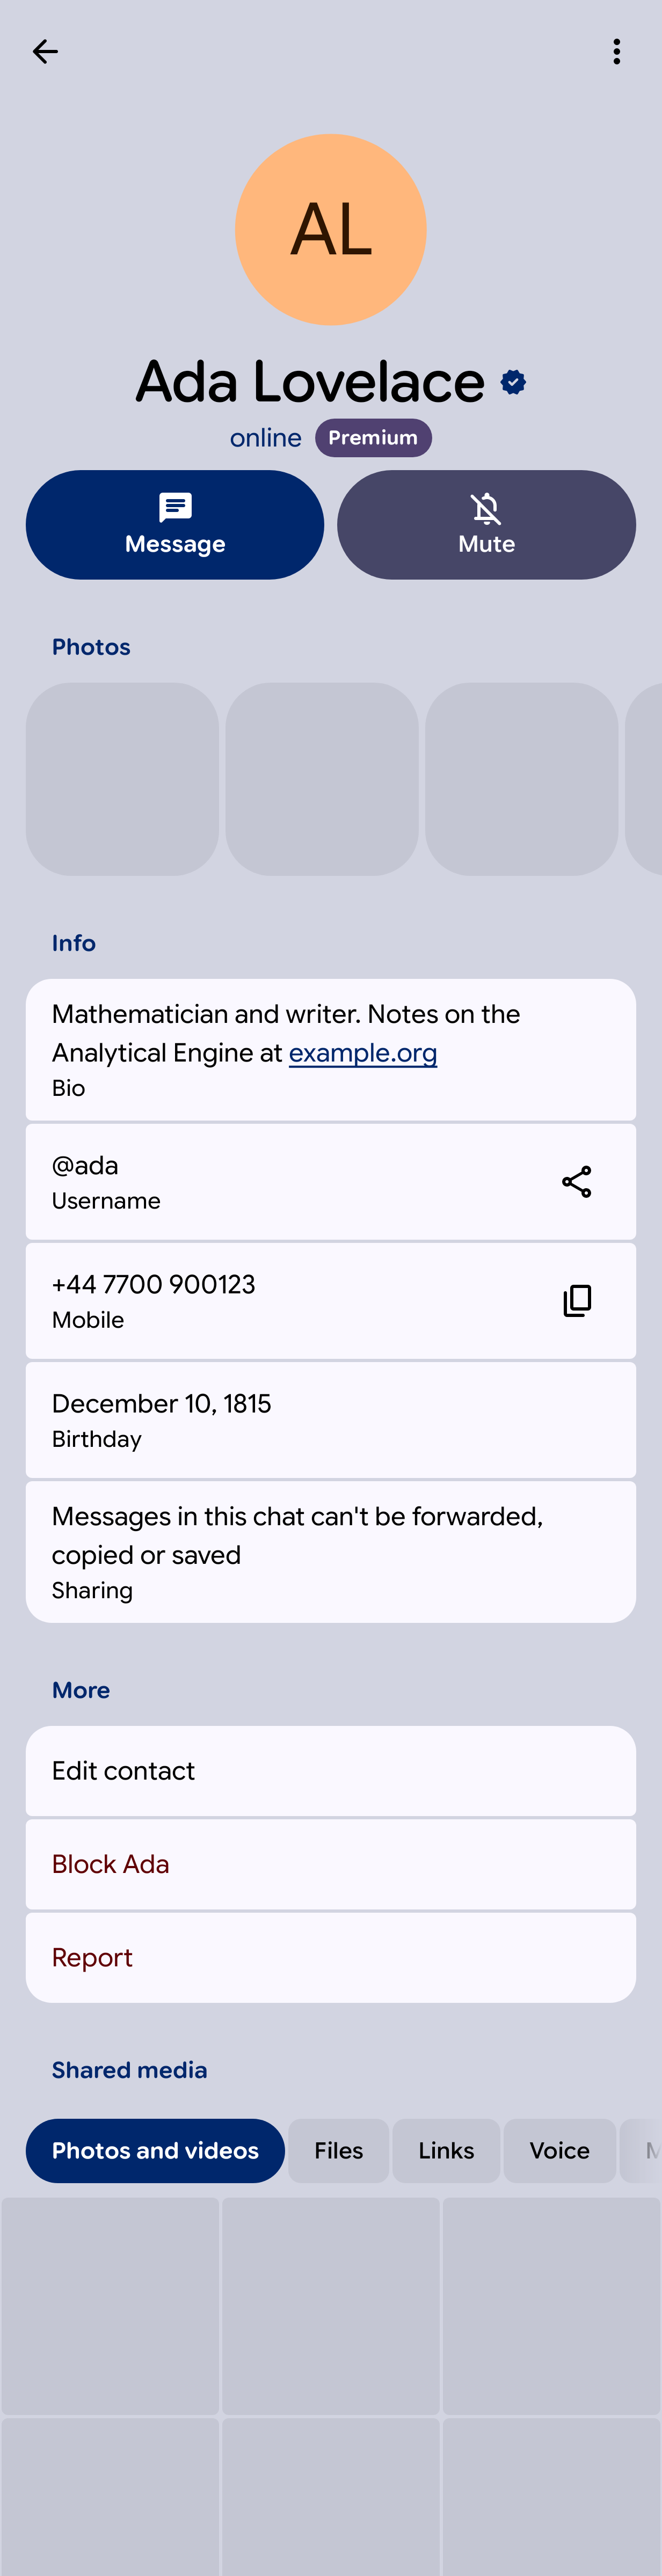 AL
Ada Lovelace
online Premium
Message Mute
Photos
Info
Mathematician and writer. Notes on the
Analytical Engine at example.org
Bio
@ada
Username
+44 7700 900123
Mobile
December 10, 1815
Birthday
Messages in this chat can't be forwarded,
copied or saved
Sharing
More
Edit contact
Block Ada
Report
Shared media
Photos and videos Files Links Voice